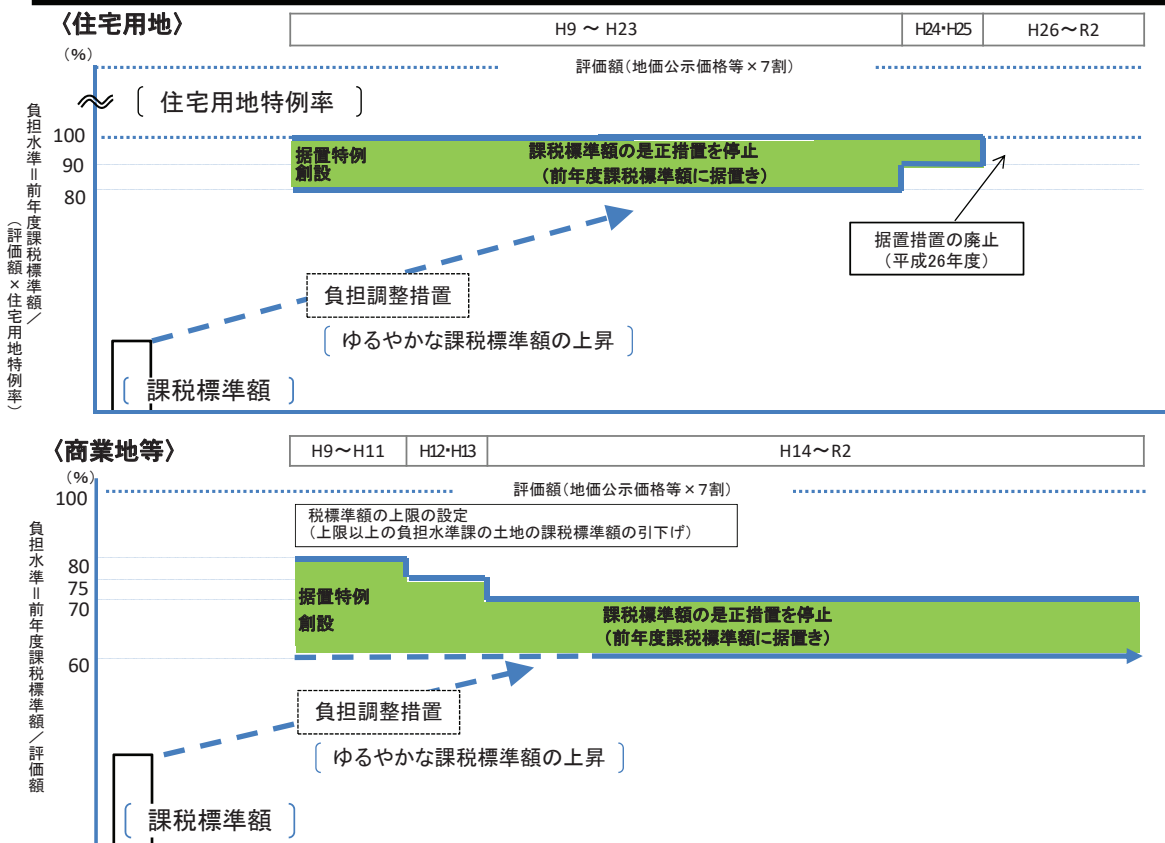 〈住宅用地〉
H9 ～ H23
H24・H25
H26～R2
(%)
評価額(地価公示価格等×7割)
〔 住宅用地特例率 〕
100
90
80
据置特例
創設
課税標準額の是正措置を停止
(前年度課税標準額に据置き)
据置措置の廃止
(平成26年度)
負担調整措置
〔 ゆるやかな課税標準額の上昇 〕
〔 課税標準額 〕
負担水準＝前年度課税標準額／
(評価額×住宅用地特例率)
〈商業地等〉
H9～H11
H12・H13
H14～R2
(%)
100
評価額(地価公示価格等×7割)
税標準額の上限の設定
(上限以上の負担水準課の土地の課税標準額の引下げ)
80
75
70
60
据置特例
創設
課税標準額の是正措置を停止
(前年度課税標準額に据置き)
負担調整措置
〔 ゆるやかな課税標準額の上昇 〕
〔 課税標準額 〕
負担水準＝前年度課税標準額／評価額